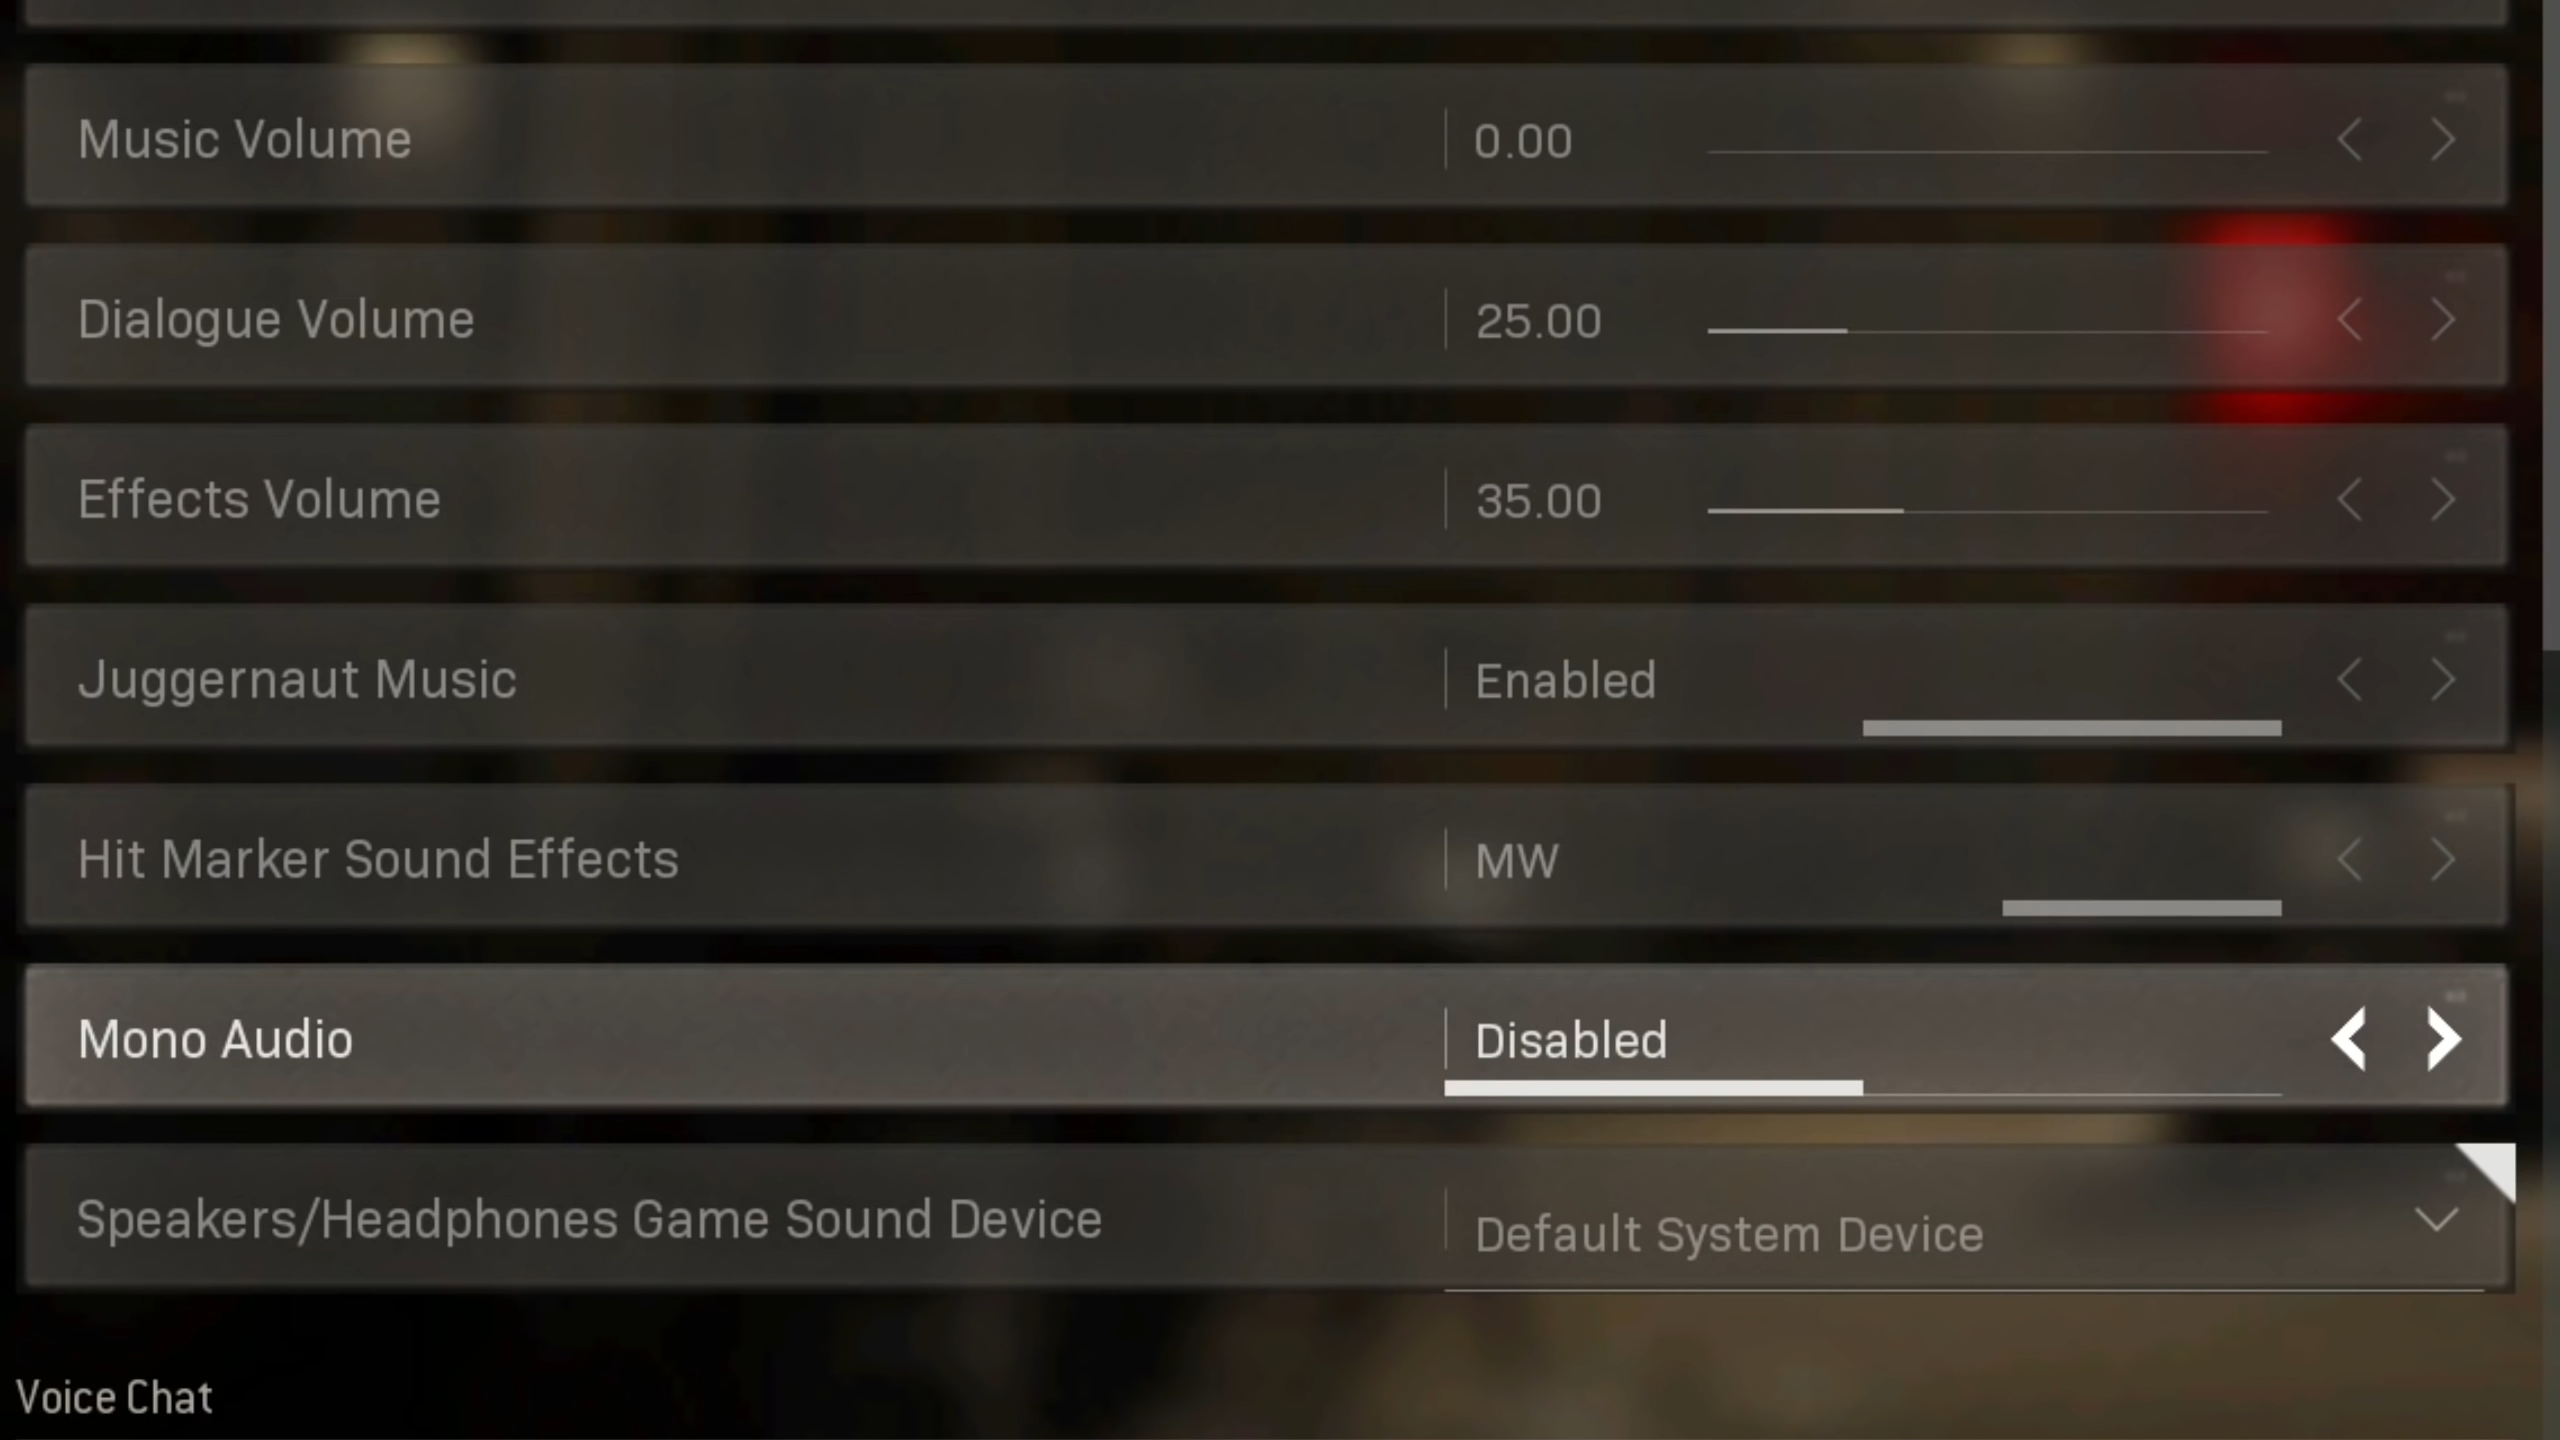 Music Volume 0.00
Dialogue Volume 25.00
Effects Volume 35.00
Juggernaut Music Enabled
Hit Marker Sound Effects MW
Mono Audio Disabled
Speakers/Headphones Game Sound Device Default System Device
Voice Chat